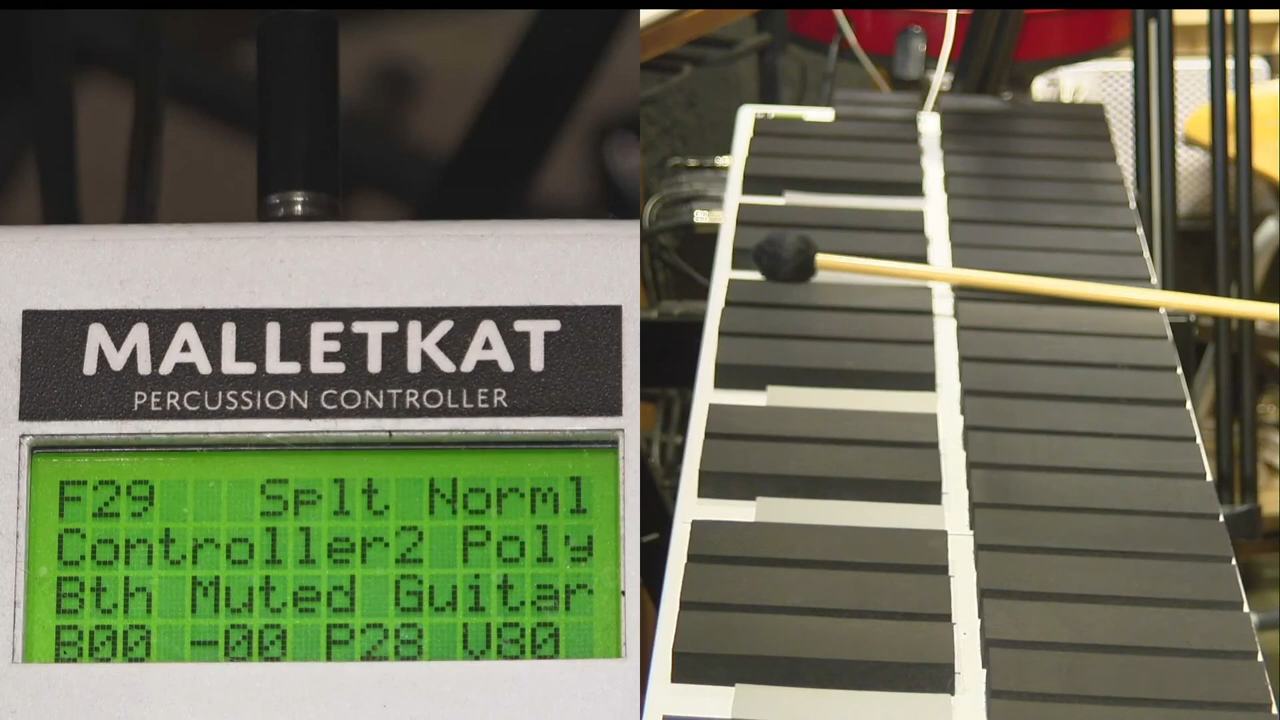 MALLETKAT
PERCUSSION CONTROLLER
F29 Splt Norml
Controller2 Poly
Bth Muted Guitar
B00 -00 P28 V80